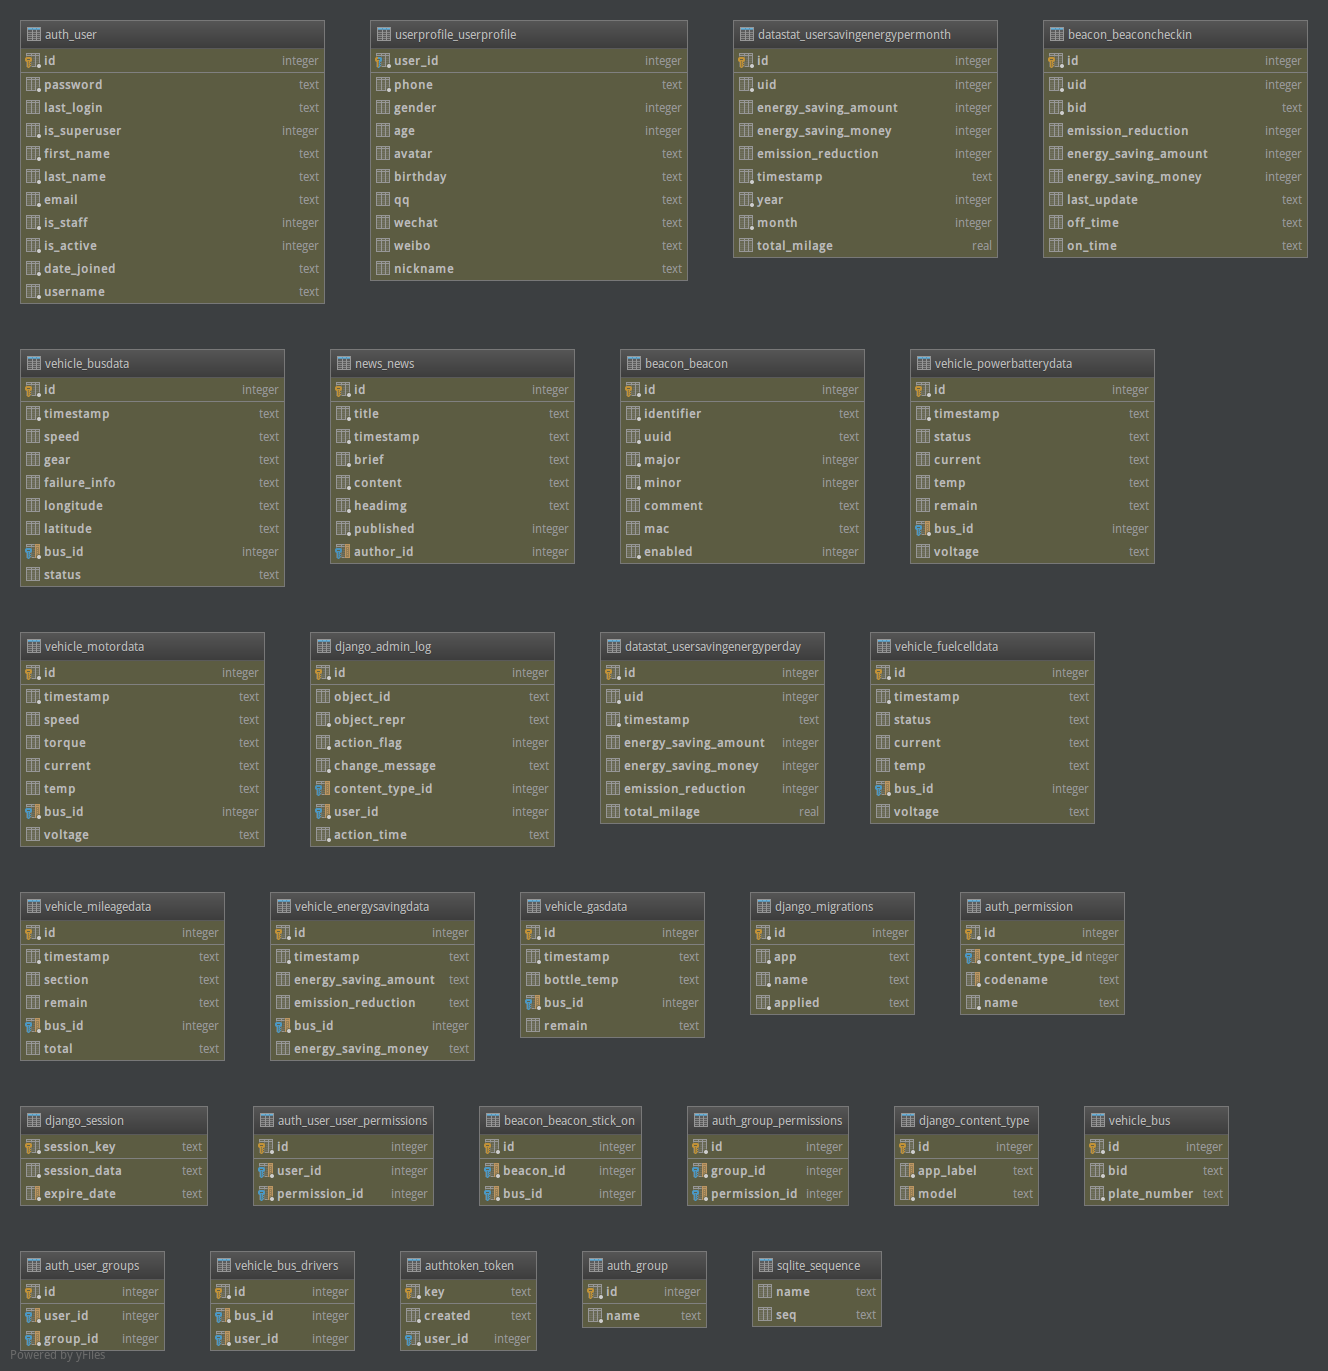 auth_user
id integer
password text
last_login text
is_superuser integer
first_name text
last_name text
email text
is_staff integer
is_active integer
date_joined text
username text
userprofile_userprofile
user_id integer
phone text
gender integer
age integer
avatar text
birthday text
qq text
wechat text
weibo text
nickname text
datastat_usersavingenergypermonth
id integer
uid integer
energy_saving_amount integer
energy_saving_money integer
emission_reduction integer
timestamp text
year integer
month integer
total_milage real
beacon_beaconcheckin
id integer
uid integer
bid text
emission_reduction integer
energy_saving_amount integer
energy_saving_money integer
last_update text
off_time text
on_time text
vehicle_busdata
id integer
timestamp text
speed text
gear text
failure_info text
longitude text
latitude text
bus_id integer
status text
news_news
id integer
title text
timestamp text
brief text
content text
headimg text
published integer
author_id integer
beacon_beacon
id integer
identifier text
uuid text
major integer
minor integer
comment text
mac text
enabled integer
vehicle_powerbatterydata
id integer
timestamp text
status text
current text
temp text
remain text
bus_id integer
voltage text
vehicle_motordata
id integer
timestamp text
speed text
torque text
current text
temp text
bus_id integer
voltage text
django_admin_log
id integer
object_id text
object_repr text
action_flag integer
change_message text
content_type_id integer
user_id integer
action_time text
datastat_usersavingenergyperday
id integer
uid integer
timestamp text
energy_saving_amount integer
energy_saving_money integer
emission_reduction integer
total_milage real
vehicle_fuelcelldata
id integer
timestamp text
status text
current text
temp text
bus_id integer
voltage text
vehicle_mileagedata
id integer
timestamp text
section text
remain text
bus_id integer
total text
vehicle_energysavingdata
id integer
timestamp text
energy_saving_amount text
emission_reduction text
bus_id integer
energy_saving_money text
vehicle_gasdata
id integer
timestamp text
bottle_temp text
bus_id integer
remain text
django_migrations
id integer
app text
name text
applied text
auth_permission
id integer
content_type_id nteger
codename text
name text
django_session
session_key text
session_data text
expire_date text
auth_user_user_permissions
id integer
user_id integer
permission_id integer
beacon_beacon_stick_on
id integer
beacon_id integer
bus_id integer
auth_group_permissions
id integer
group_id integer
permission_id integer
django_content_type
id integer
app_label text
model text
vehicle_bus
id integer
bid text
plate_number text
auth_user_groups
id integer
user_id integer
group_id integer
vehicle_bus_drivers
id integer
bus_id integer
user_id integer
authtoken_token
key text
created text
user_id integer
auth_group
id integer
name text
sqlite_sequence
name text
seq text
Powered by yFiles